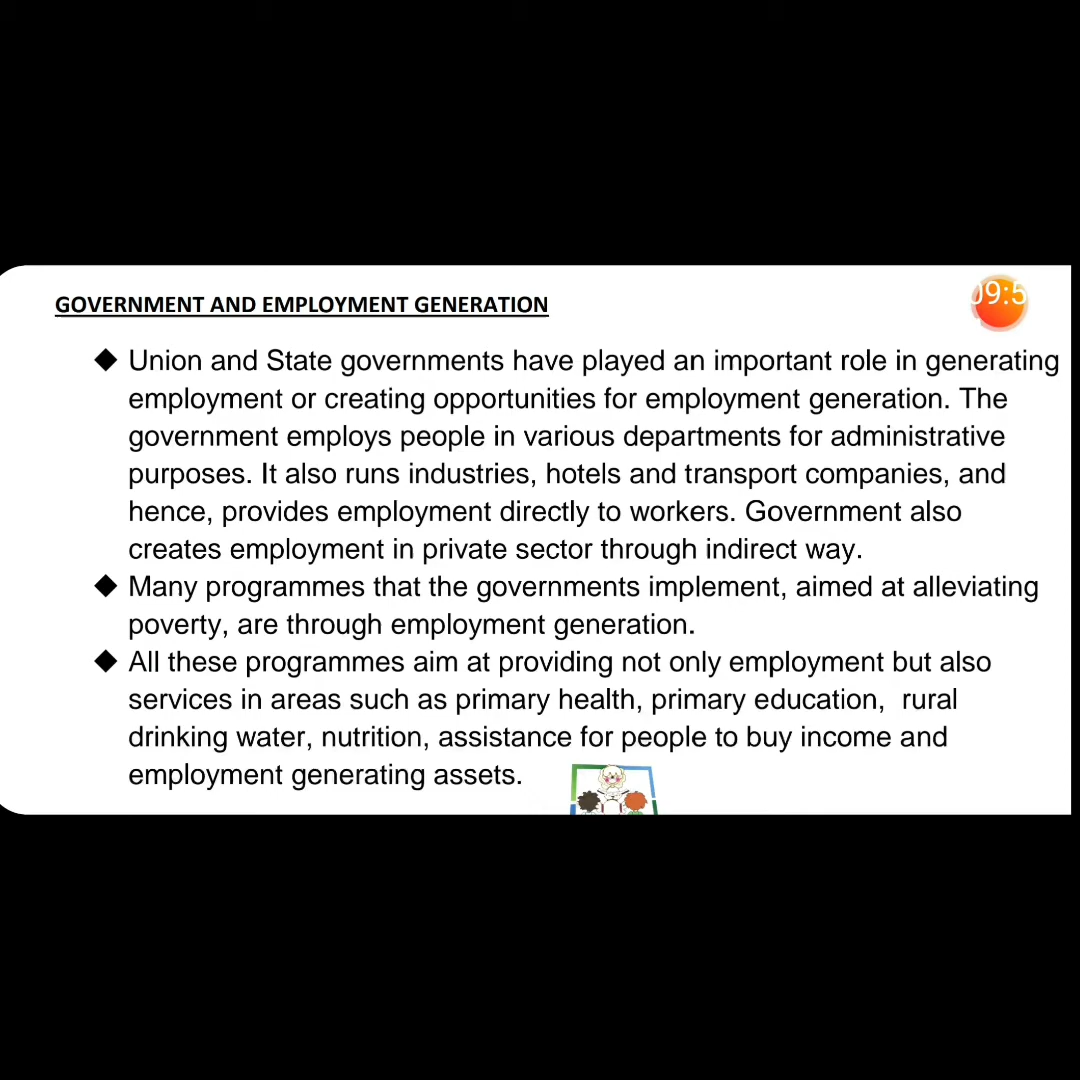 GOVERNMENT AND EMPLOYMENT GENERATION
09:5
◆ Union and State governments have played an important role in generating
employment or creating opportunities for employment generation. The
government employs people in various departments for administrative
purposes. It also runs industries, hotels and transport companies, and
hence, provides employment directly to workers. Government also
creates employment in private sector through indirect way.
◆ Many programmes that the governments implement, aimed at alleviating
poverty, are through employment generation.
◆ All these programmes aim at providing not only employment but also
services in areas such as primary health, primary education,  rural
drinking water, nutrition, assistance for people to buy income and
employment generating assets.